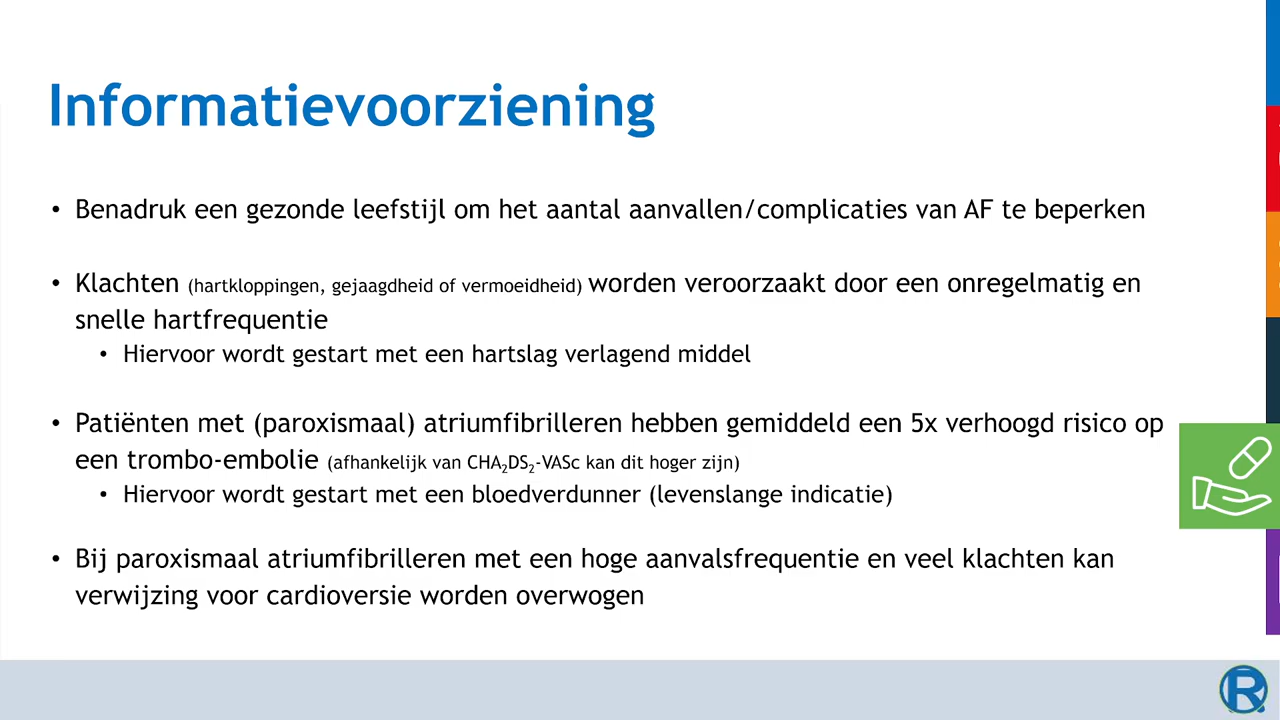 Informatievoorziening
• Benadruk een gezonde leefstijl om het aantal aanvallen/complicaties van AF te beperken
• Klachten (hartkloppingen, gejaagdheid of vermoeidheid) worden veroorzaakt door een onregelmatig en
snelle hartfrequentie
• Hiervoor wordt gestart met een hartslag verlagend middel
• Patiënten met (paroxismaal) atriumfibrilleren hebben gemiddeld een 5x verhoogd risico op
een trombo-embolie (afhankelijk van CHA₂DS₂-VASc kan dit hoger zijn)
• Hiervoor wordt gestart met een bloedverdunner (levenslange indicatie)
• Bij paroxismaal atriumfibrilleren met een hoge aanvalsfrequentie en veel klachten kan
verwijzing voor cardioversie worden overwogen
R